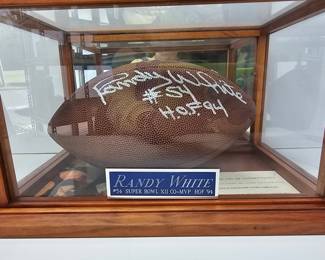 Randy White
#54
H.O.F. 94
RANDY WHITE
#54 SUPER BOWL XII CO-MVP HOF '94